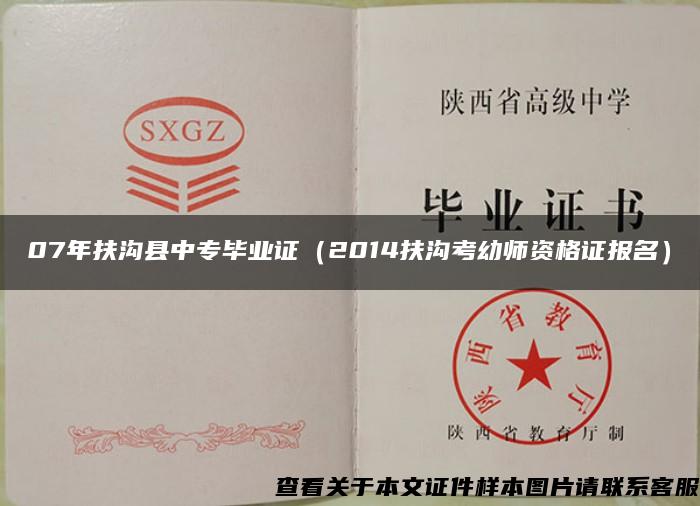 SXGZ
陕西省高级中学
毕业证书
07年扶沟县中专毕业证（2014扶沟考幼师资格证报名）
陕西省教育厅
陕西省教育厅制
查看关于本文证件样本图片请联系客服